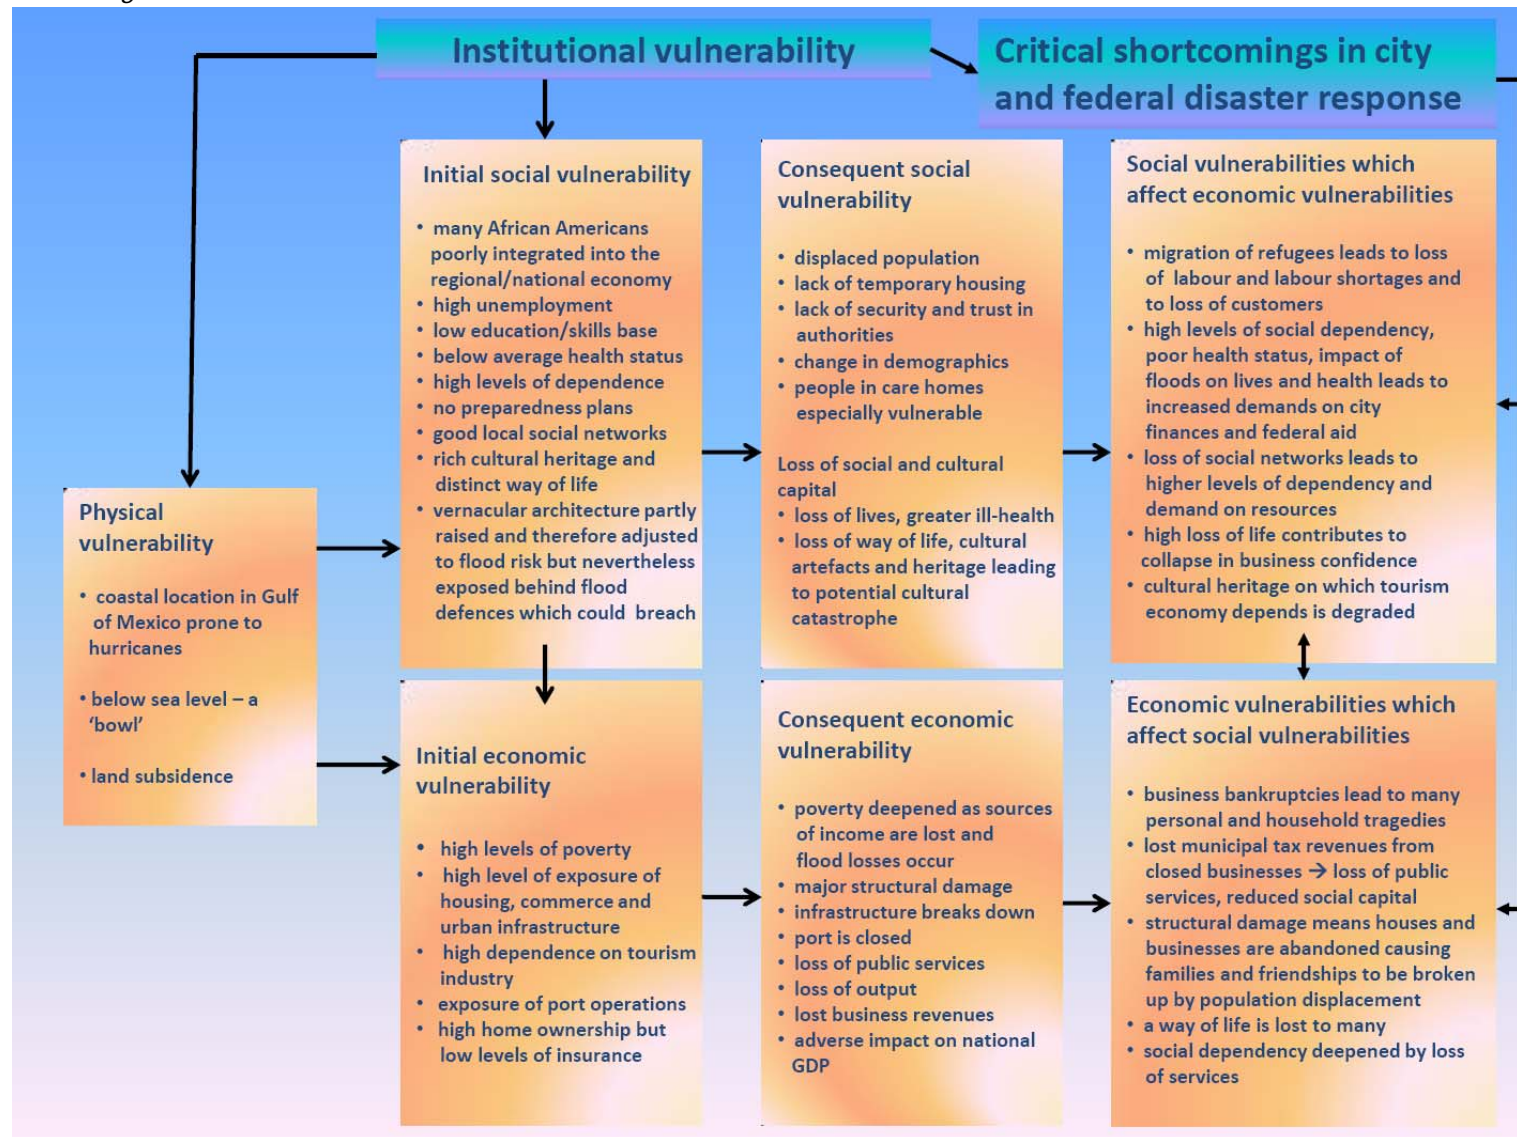 Institutional vulnerability
Critical shortcomings in city
and federal disaster response
Physical
vulnerability
• coastal location in Gulf
of Mexico prone to
hurricanes
• below sea level – a
‘bowl’
• land subsidence
Initial social vulnerability
• many African Americans
poorly integrated into the
regional/national economy
• high unemployment
• low education/skills base
• below average health status
• high levels of dependence
• no preparedness plans
• good local social networks
• rich cultural heritage and
distinct way of life
• vernacular architecture partly
raised and therefore adjusted
to flood risk but nevertheless
exposed behind flood
defences which could breach
Initial economic
vulnerability
• high levels of poverty
• high level of exposure of
housing, commerce and
urban infrastructure
• high dependence on tourism
industry
• exposure of port operations
• high home ownership but
low levels of insurance
Consequent social
vulnerability
• displaced population
• lack of temporary housing
• lack of security and trust in
authorities
• change in demographics
• people in care homes
especially vulnerable
Loss of social and cultural
capital
• loss of lives, greater ill-health
• loss of way of life, cultural
artefacts and heritage leading
to potential cultural
catastrophe
Consequent economic
vulnerability
• poverty deepened as sources
of income are lost and
flood losses occur
• major structural damage
• infrastructure breaks down
• port is closed
• loss of public services
• loss of output
• lost business revenues
• adverse impact on national
GDP
Social vulnerabilities which
affect economic vulnerabilities
• migration of refugees leads to loss
of labour and labour shortages and
to loss of customers
• high levels of social dependency,
poor health status, impact of
floods on lives and health leads to
increased demands on city
finances and federal aid
• loss of social networks leads to
higher levels of dependency and
demand on resources
• high loss of life contributes to
collapse in business confidence
• cultural heritage on which tourism
economy depends is degraded
Economic vulnerabilities which
affect social vulnerabilities
• business bankruptcies lead to many
personal and household tragedies
• lost municipal tax revenues from
closed businesses → loss of public
services, reduced social capital
• structural damage means houses and
businesses are abandoned causing
families and friendships to be broken
up by population displacement
• a way of life is lost to many
• social dependency deepened by loss
of services